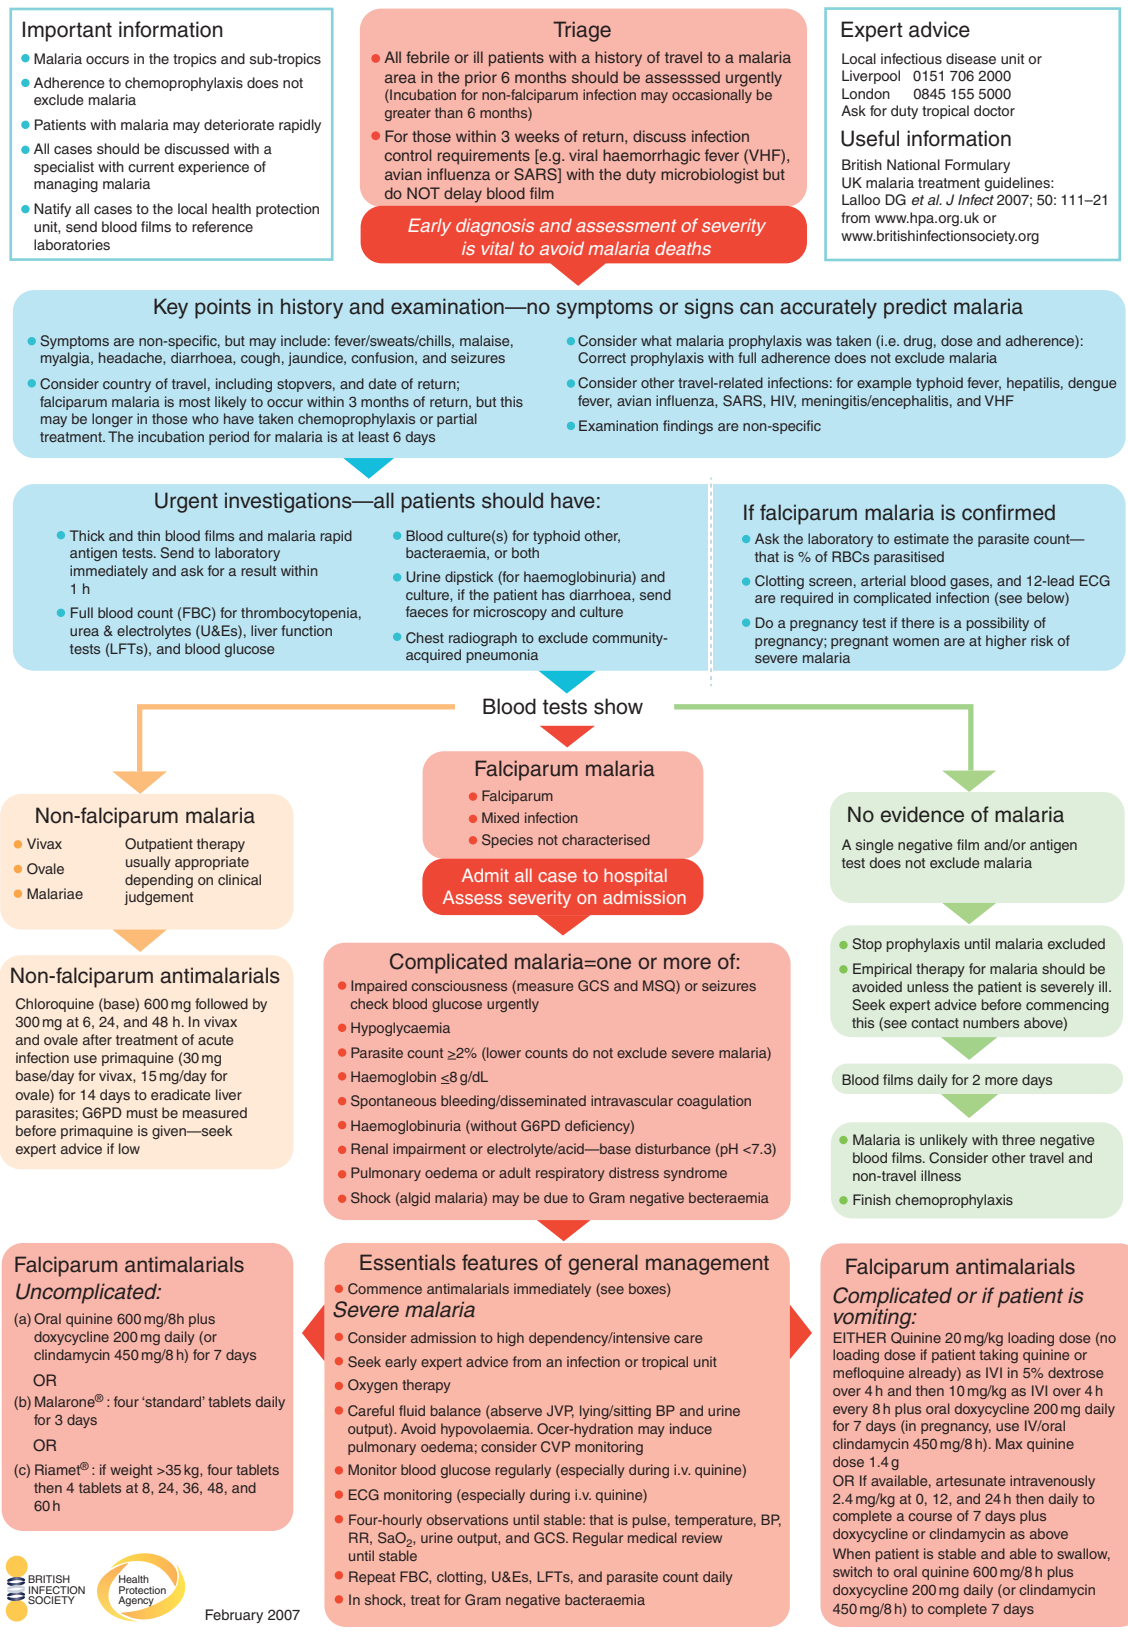 Important information
Malaria occurs in the tropics and sub-tropics
Adherence to chemoprophylaxis does not
exclude malaria
Patients with malaria may deteriorate rapidly
All cases should be discussed with a
specialist with current experience of
managing malaria
Natify all cases to the local health protection
unit, send blood films to reference
laboratories
Triage
All febrile or ill patients with a history of travel to a malaria
area in the prior 6 months should be assesssed urgently
(Incubation for non-falciparum infection may occasionally be
greater than 6 months)
For those within 3 weeks of return, discuss infection
control requirements [e.g. viral haemorrhagic fever (VHF),
avian influenza or SARS] with the duty microbiologist but
do NOT delay blood film
Early diagnosis and assessment of severity
is vital to avoid malaria deaths
Expert advice
Local infectious disease unit or
Liverpool 0151 706 2000
London 0845 155 5000
Ask for duty tropical doctor
Useful information
British National Formulary
UK malaria treatment guidelines:
Lalloo DG et al. J Infect 2007; 50: 111–21
from www.hpa.org.uk or
www.britishinfectionsociety.org
Key points in history and examination—no symptoms or signs can accurately predict malaria
Symptoms are non-specific, but may include: fever/sweats/chills, malaise,
myalgia, headache, diarrhoea, cough, jaundice, confusion, and seizures
Consider country of travel, including stopvers, and date of return;
falciparum malaria is most likely to occur within 3 months of return, but this
may be longer in those who have taken chemoprophylaxis or partial
treatment. The incubation period for malaria is at least 6 days
Consider what malaria prophylaxis was taken (i.e. drug, dose and adherence):
Correct prophylaxis with full adherence does not exclude malaria
Consider other travel-related infections: for example typhoid fever, hepatilis, dengue
fever, avian influenza, SARS, HIV, meningitis/encephalitis, and VHF
Examination findings are non-specific
Urgent investigations—all patients should have:
Thick and thin blood films and malaria rapid
antigen tests. Send to laboratory
immediately and ask for a result within
1 h
Full blood count (FBC) for thrombocytopenia,
urea & electrolytes (U&Es), liver function
tests (LFTs), and blood glucose
Blood culture(s) for typhoid other,
bacteraemia, or both
Urine dipstick (for haemoglobinuria) and
culture, if the patient has diarrhoea, send
faeces for microscopy and culture
Chest radiograph to exclude community-
acquired pneumonia
If falciparum malaria is confirmed
Ask the laboratory to estimate the parasite count—
that is % of RBCs parasitised
Clotting screen, arterial blood gases, and 12-lead ECG
are required in complicated infection (see below)
Do a pregnancy test if there is a possibility of
pregnancy; pregnant women are at higher risk of
severe malaria
Blood tests show
Non-falciparum malaria
Vivax
Ovale
Malariae
Outpatient therapy
usually appropriate
depending on clinical
judgement
Non-falciparum antimalarials
Chloroquine (base) 600 mg followed by
300 mg at 6, 24, and 48 h. In vivax
and ovale after treatment of acute
infection use primaquine (30 mg
base/day for vivax, 15 mg/day for
ovale) for 14 days to eradicate liver
parasites; G6PD must be measured
before primaquine is given—seek
expert advice if low
Falciparum malaria
Falciparum
Mixed infection
Species not characterised
Admit all case to hospital
Assess severity on admission
Complicated malaria=one or more of:
Impaired consciousness (measure GCS and MSQ) or seizures
check blood glucose urgently
Hypoglycaemia
Parasite count ≥2% (lower counts do not exclude severe malaria)
Haemoglobin ≤8 g/dL
Spontaneous bleeding/disseminated intravascular coagulation
Haemoglobinuria (without G6PD deficiency)
Renal impairment or electrolyte/acid—base disturbance (pH <7.3)
Pulmonary oedema or adult respiratory distress syndrome
Shock (algid malaria) may be due to Gram negative becteraemia
No evidence of malaria
A single negative film and/or antigen
test does not exclude malaria
Stop prophylaxis until malaria excluded
Empirical therapy for malaria should be
avoided unless the patient is severely ill.
Seek expert advice before commencing
this (see contact numbers above)
Blood films daily for 2 more days
Malaria is unlikely with three negative
blood films. Consider other travel and
non-travel illness
Finish chemoprophylaxis
Falciparum antimalarials
Uncomplicated:
(a) Oral quinine 600 mg/8h plus
doxycycline 200 mg daily (or
clindamycin 450 mg/8 h) for 7 days
OR
(b) Malarone® : four ‘standard’ tablets daily
for 3 days
OR
(c) Riamet® : if weight >35 kg, four tablets
then 4 tablets at 8, 24, 36, 48, and
60 h
Essentials features of general management
Commence antimalarials immediately (see boxes)
Severe malaria
Consider admission to high dependency/intensive care
Seek early expert advice from an infection or tropical unit
Oxygen therapy
Careful fluid balance (abserve JVP, lying/sitting BP and urine
output). Avoid hypovolaemia. Ocer-hydration may induce
pulmonary oedema; consider CVP monitoring
Monitor blood glucose regularly (especially during i.v. quinine)
ECG monitoring (especially during i.v. quinine)
Four-hourly observations until stable: that is pulse, temperature, BP,
RR, SaO2, urine output, and GCS. Regular medical review
until stable
Repeat FBC, clotting, U&Es, LFTs, and parasite count daily
In shock, treat for Gram negative bacteraemia
Falciparum antimalarials
Complicated or if patient is
vomiting:
EITHER Quinine 20 mg/kg loading dose (no
loading dose if patient taking quinine or
mefloquine already) as IVI in 5% dextrose
over 4 h and then 10 mg/kg as IVI over 4 h
every 8 h plus oral doxycycline 200 mg daily
for 7 days (in pregnancy, use IV/oral
clindamycin 450 mg/8 h). Max quinine
dose 1.4 g
OR If available, artesunate intravenously
2.4 mg/kg at 0, 12, and 24 h then daily to
complete a course of 7 days plus
doxycycline or clindamycin as above
When patient is stable and able to swallow,
switch to oral quinine 600 mg/8 h plus
doxycycline 200 mg daily (or clindamycin
450 mg/8 h) to complete 7 days
BRITISH
INFECTION
SOCIETY
Health
Protection
Agency
February 2007